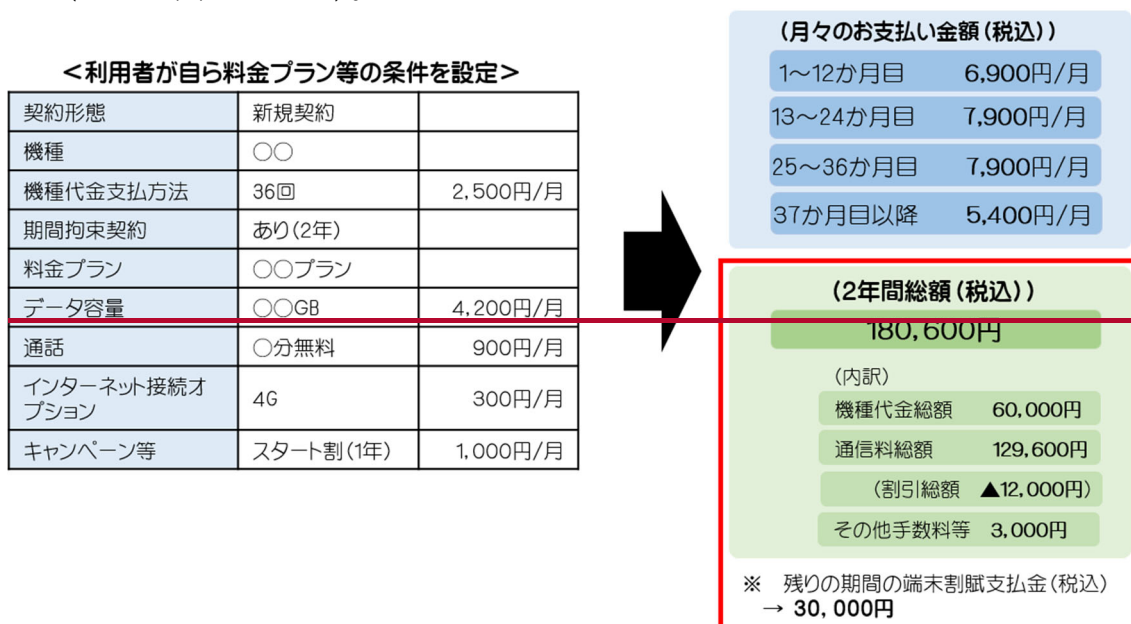 (月々のお支払い金額(税込))
1～12か月目 6,900円/月
13～24か月目 7,900円/月
25～36か月目 7,900円/月
37か月目以降 5,400円/月
<利用者が自ら料金プラン等の条件を設定>
契約形態 新規契約
機種 ○○
機種代金支払方法 36回 2,500円/月
期間拘束契約 あり(2年)
料金プラン ○○プラン
データ容量 ○○GB 4,200円/月
通話 ○分無料 900円/月
インターネット接続オ
プション 4G 300円/月
キャンペーン等 スタート割(1年) 1,000円/月
(2年間総額(税込))
180,600円
(内訳)
機種代金総額 60,000円
通信料総額 129,600円
(割引総額 ▲12,000円)
その他手数料等 3,000円
※ 残りの期間の端末割賦支払金(税込)
→ 30,000円